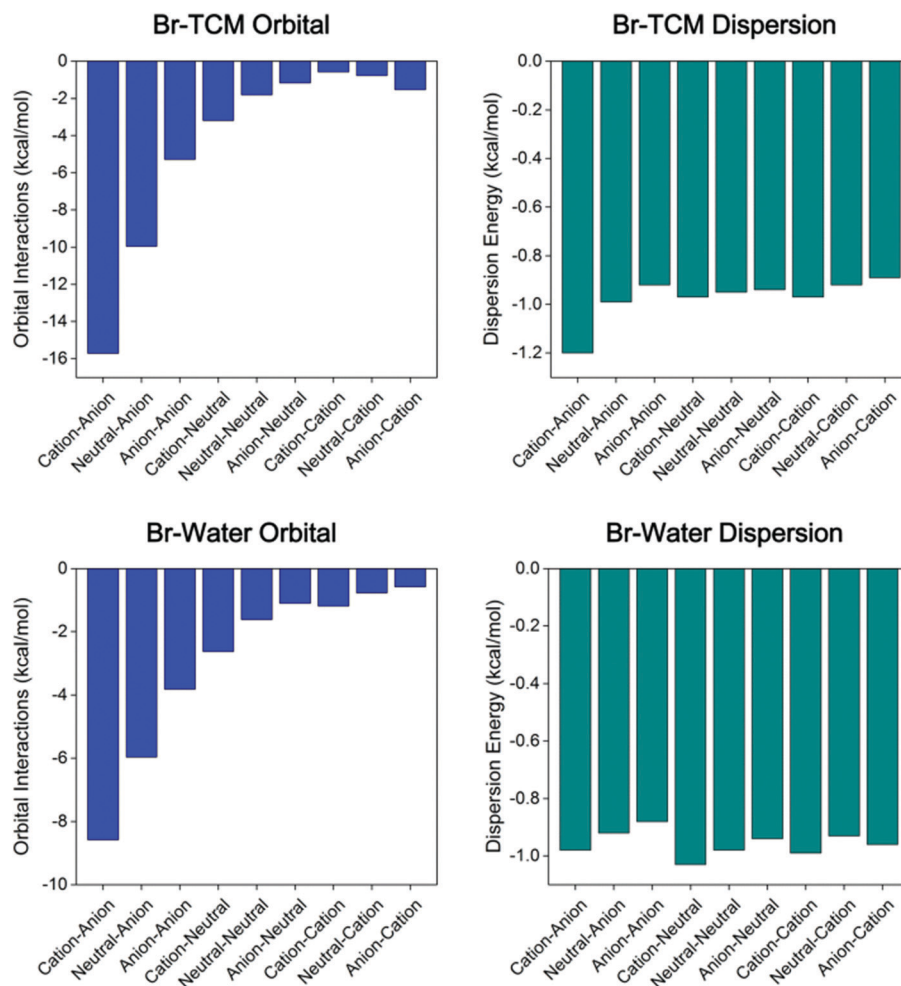 Br-TCM Orbital
Orbital Interactions (kcal/mol)
0
-2
-4
-6
-8
-10
-12
-14
-16
Cation-Anion
Neutral-Anion
Anion-Anion
Cation-Neutral
Neutral-Neutral
Anion-Neutral
Cation-Cation
Neutral-Cation
Anion-Cation
Br-TCM Dispersion
Dispersion Energy (kcal/mol)
0.0
-0.2
-0.4
-0.6
-0.8
-1.0
-1.2
Cation-Anion
Neutral-Anion
Anion-Anion
Cation-Neutral
Neutral-Neutral
Anion-Neutral
Cation-Cation
Neutral-Cation
Anion-Cation
Br-Water Orbital
Orbital Interactions (kcal/mol)
0
-2
-4
-6
-8
-10
Cation-Anion
Neutral-Anion
Anion-Anion
Cation-Neutral
Neutral-Neutral
Anion-Neutral
Cation-Cation
Neutral-Cation
Anion-Cation
Br-Water Dispersion
Dispersion Energy (kcal/mol)
0.0
-0.2
-0.4
-0.6
-0.8
-1.0
Cation-Anion
Neutral-Anion
Anion-Anion
Cation-Neutral
Neutral-Neutral
Anion-Neutral
Cation-Cation
Neutral-Cation
Anion-Cation